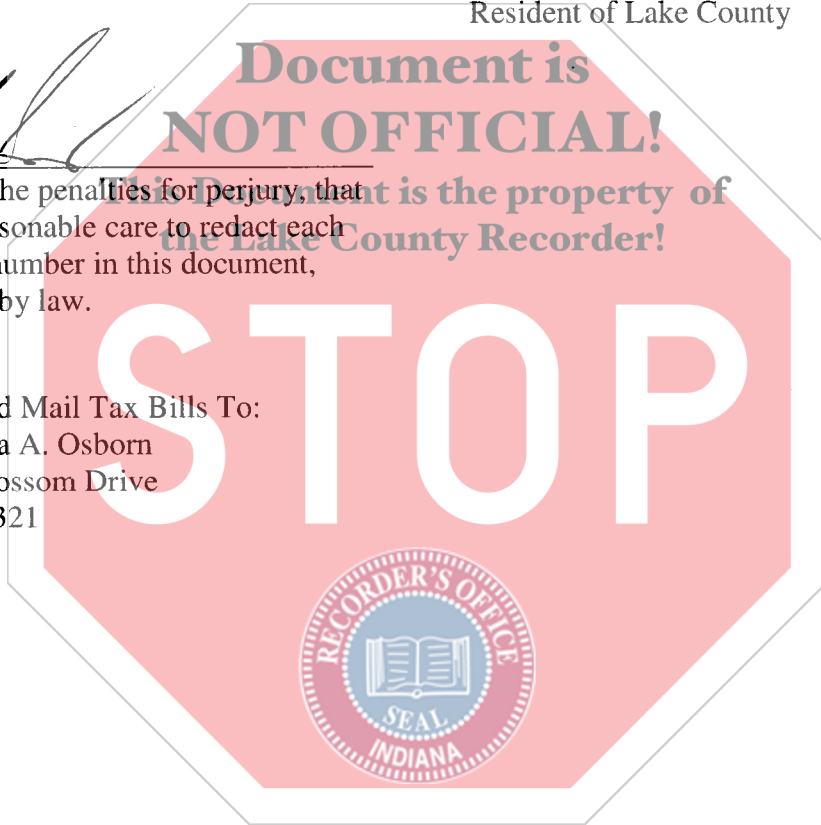 Resident of Lake County
Document is
NOT OFFICIAL!
This Document is the property of
the Lake County Recorder!
he penalties for perjury, that
sonable care to redact each
number in this document,
by law.
STOP
d Mail Tax Bills To:
a A. Osborn
ossom Drive
321
RECORDER'S OFFICE
SEAL
INDIANA